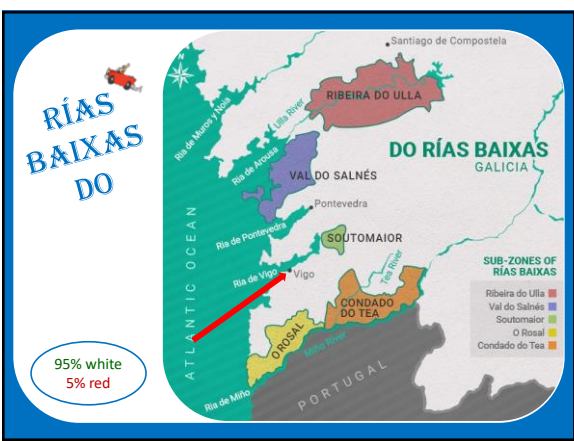 RÍAS
BAIXAS
DO
95% white
5% red
Santiago de Compostela
RIBEIRA DO ULLA
Ulla River
Ria de Muros y Noia
Ria de Arousa
DO RÍAS BAIXAS
GALICIA
VAL DO SALNÉS
Pontevedra
Ria de Pontevedra
SOUTOMAIOR
ATLANTIC OCEAN
Ria de Vigo
Vigo
Tea River
CONDADO
DO TEA
O ROSAL
Miño River
Ria de Miño
PORTUGAL
SUB-ZONES OF
RÍAS BAIXAS
Ribeira do Ulla
Val do Salnés
Soutomaior
O Rosal
Condado do Tea